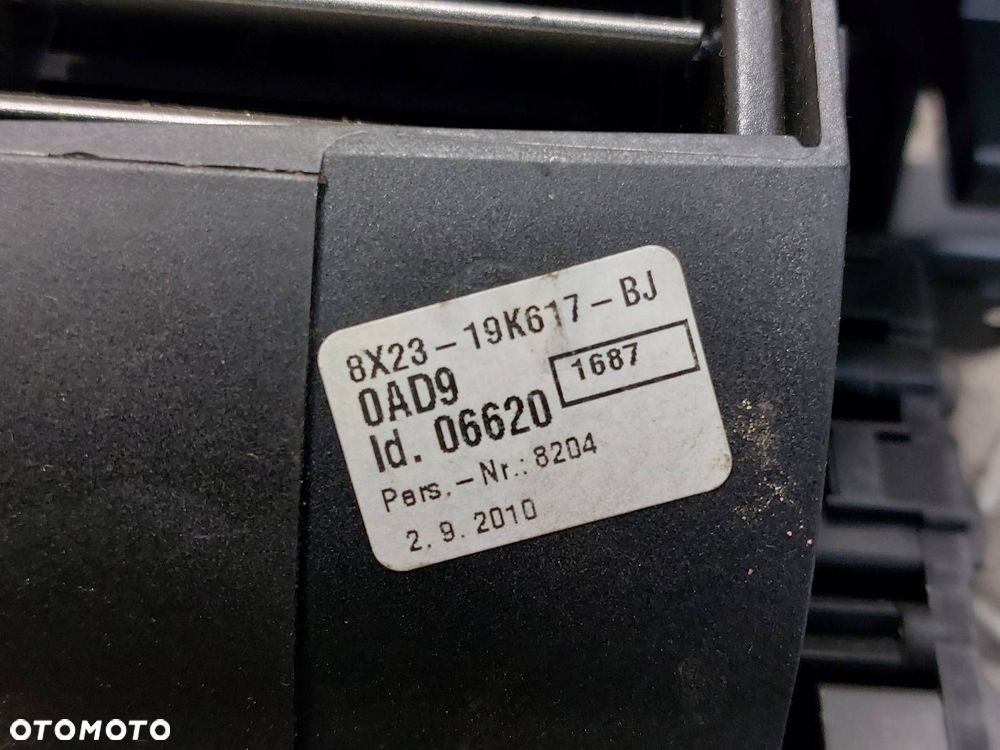 8X23-19K617-BJ
0AD9
1687
Id. 06620
Pers.-Nr.: 8204
2. 9. 2010
OTOMOTO